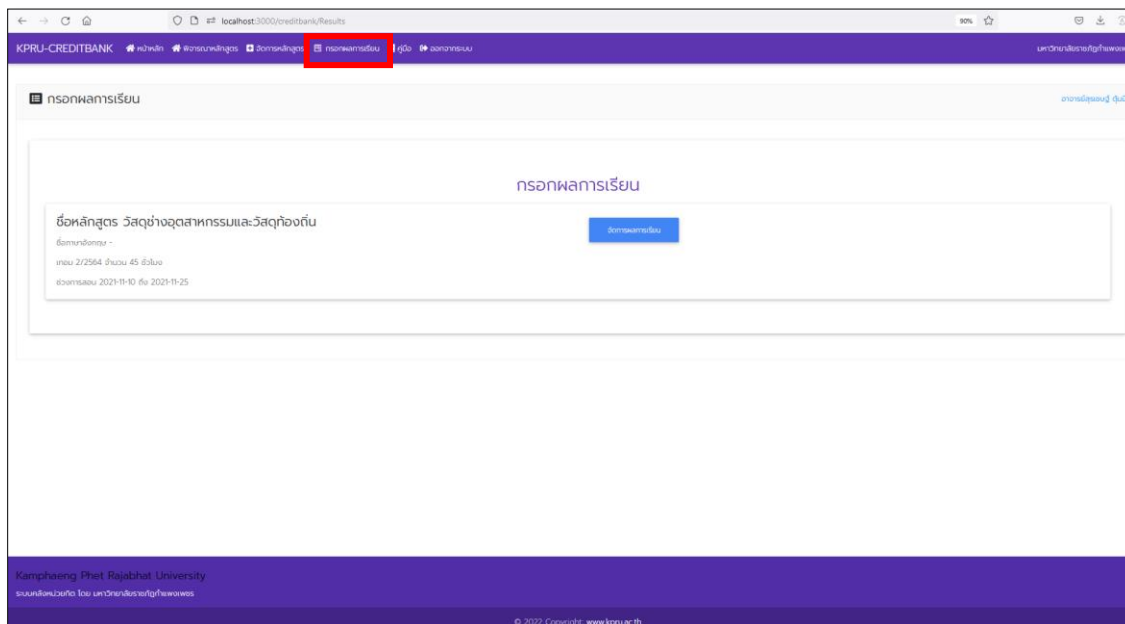 localhost:3000/creditbank/Results
90%
KPRU-CREDITBANK หน้าหลัก พิจารณาหลักสูตร จัดการหลักสูตร กรอกผลการเรียน คู่มือ ออกจากระบบ
มหาวิทยาลัยราชภัฏกำแพงเพ
กรอกผลการเรียน
กรอกผลการเรียน
ชื่อหลักสูตร วัสดุช่างอุตสาหกรรมและวัสดุท้องถิ่น
จัดการผลการเรียน
ชื่อภาษาอังกฤษ -
เทอม 2/2564 จำนวน 45 ชั่วโมง
ช่วงการสอน 2021-11-10 ถึง 2021-11-25
Kamphaeng Phet Rajabhat University
ระบบคลังหน่วยกิต โดย มหาวิทยาลัยราชภัฏกำแพงเพชร
© 2022 Copyright: www.kpru.ac.th